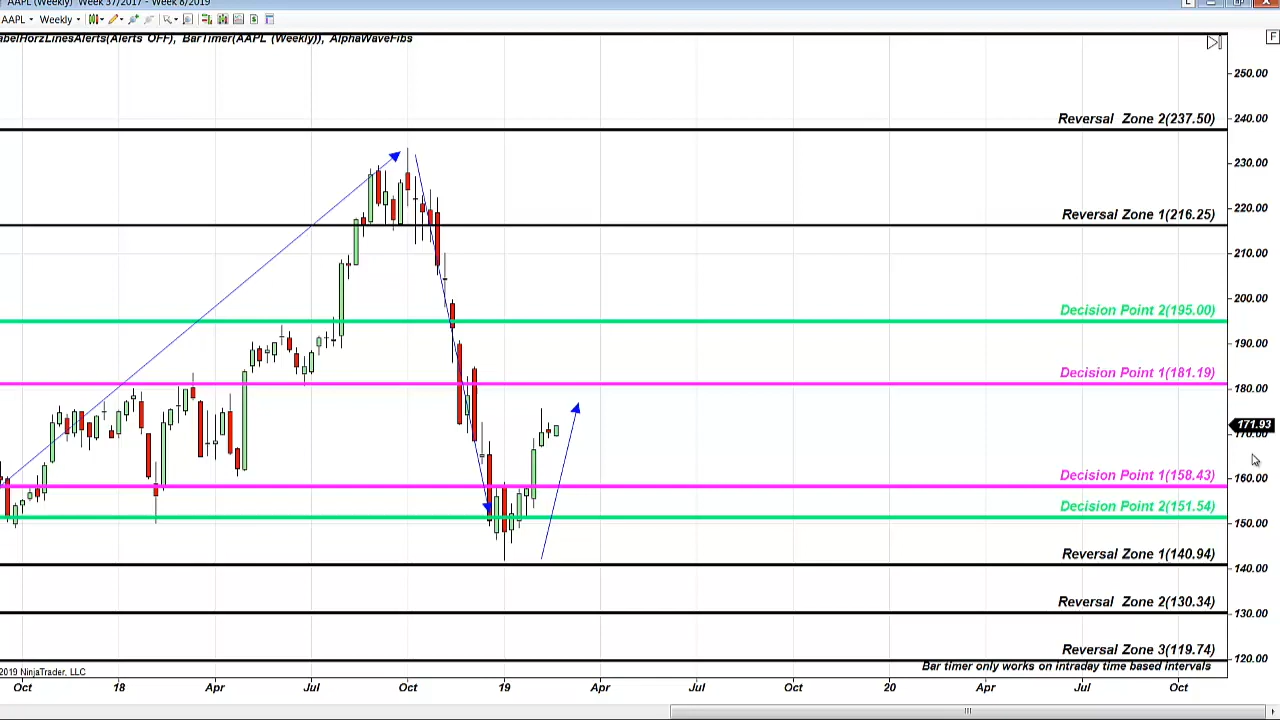 AAPL (Weekly) Week 37/2017 - Week 8/2019
L
AAPL Weekly
abelHorzLinesAlerts(Alerts OFF), BarTimer(AAPL (Weekly)), AlphaWaveFibs
F
250.00
Reversal Zone 2(237.50)
240.00
230.00
Reversal Zone 1(216.25)
220.00
210.00
200.00
Decision Point 2(195.00)
190.00
Decision Point 1(181.19)
180.00
171.93
170.00
Decision Point 1(158.43)
160.00
Decision Point 2(151.54)
150.00
Reversal Zone 1(140.94)
140.00
Reversal Zone 2(130.34)
130.00
Reversal Zone 3(119.74)
120.00
Bar timer only works on intraday time based intervals
2019 NinjaTrader, LLC
Oct 18 Apr Jul Oct 19 Apr Jul Oct 20 Apr Jul Oct